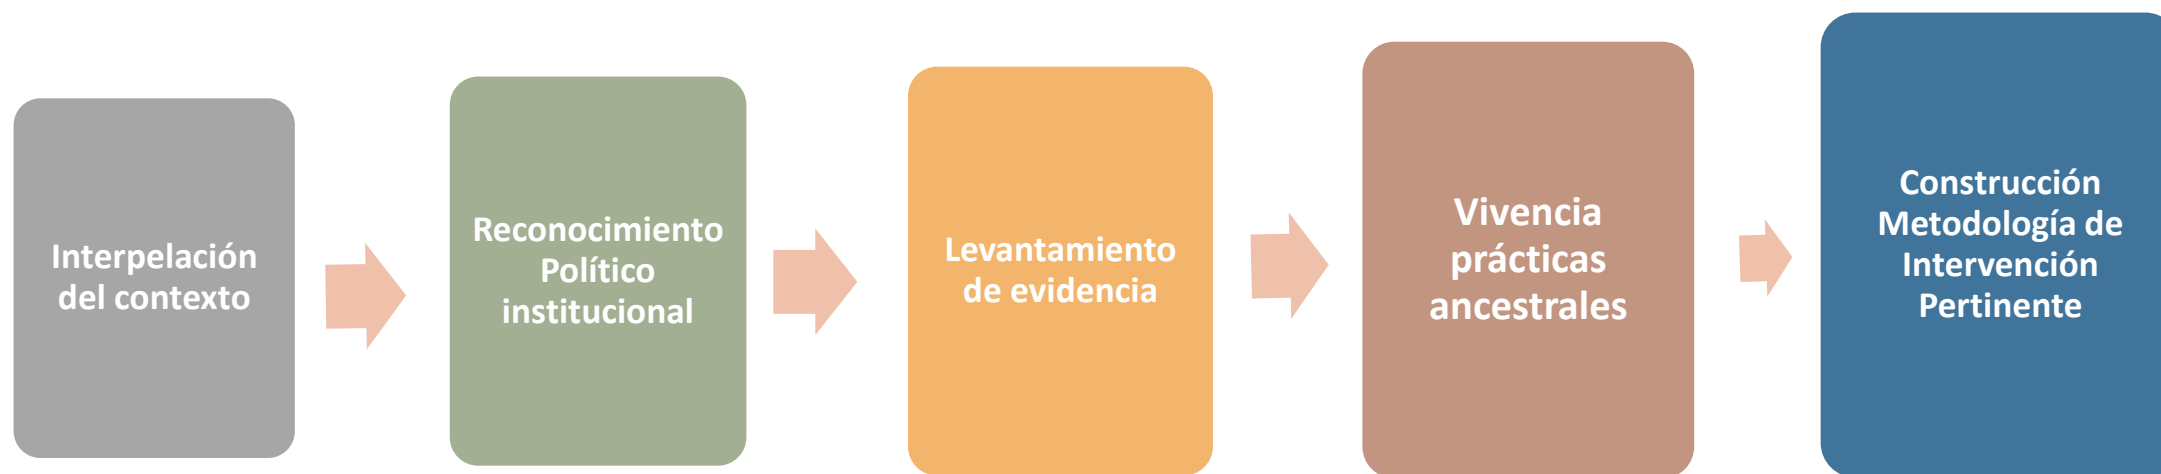 Interpelación
del contexto
Reconocimiento
Político
institucional
Levantamiento
de evidencia
Vivencia
prácticas
ancestrales
Construcción
Metodología de
Intervención
Pertinente